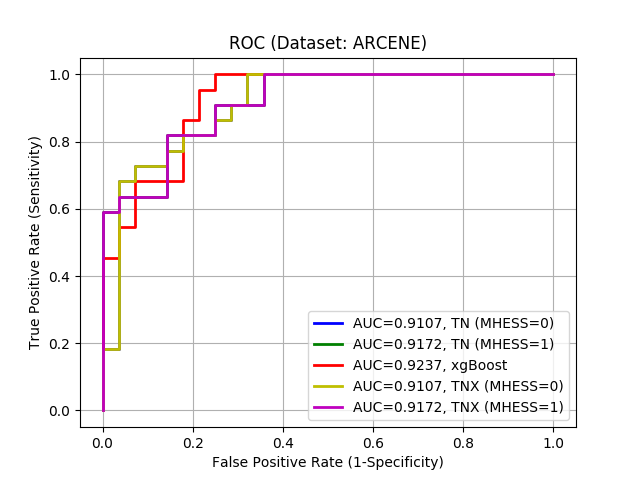 ROC (Dataset: ARCENE)
True Positive Rate (Sensitivity)
1.0
0.8
0.6
0.4
0.2
0.0
AUC=0.9107, TN (MHESS=0)
AUC=0.9172, TN (MHESS=1)
AUC=0.9237, xgBoost
AUC=0.9107, TNX (MHESS=0)
AUC=0.9172, TNX (MHESS=1)
0.0 0.2 0.4 0.6 0.8 1.0
False Positive Rate (1-Specificity)